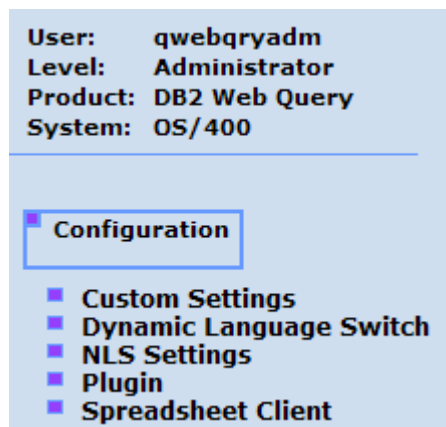 User: qwebqryadm
Level: Administrator
Product: DB2 Web Query
System: OS/400
Configuration
Custom Settings
Dynamic Language Switch
NLS Settings
Plugin
Spreadsheet Client